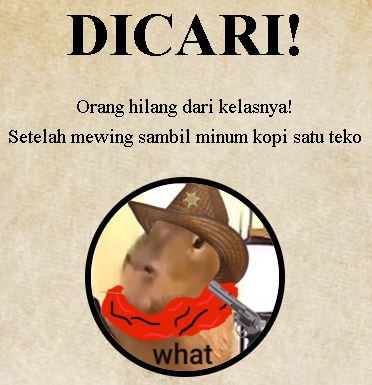 DICARI!
Orang hilang dari kelasnya!
Setelah mewing sambil minum kopi satu teko
what